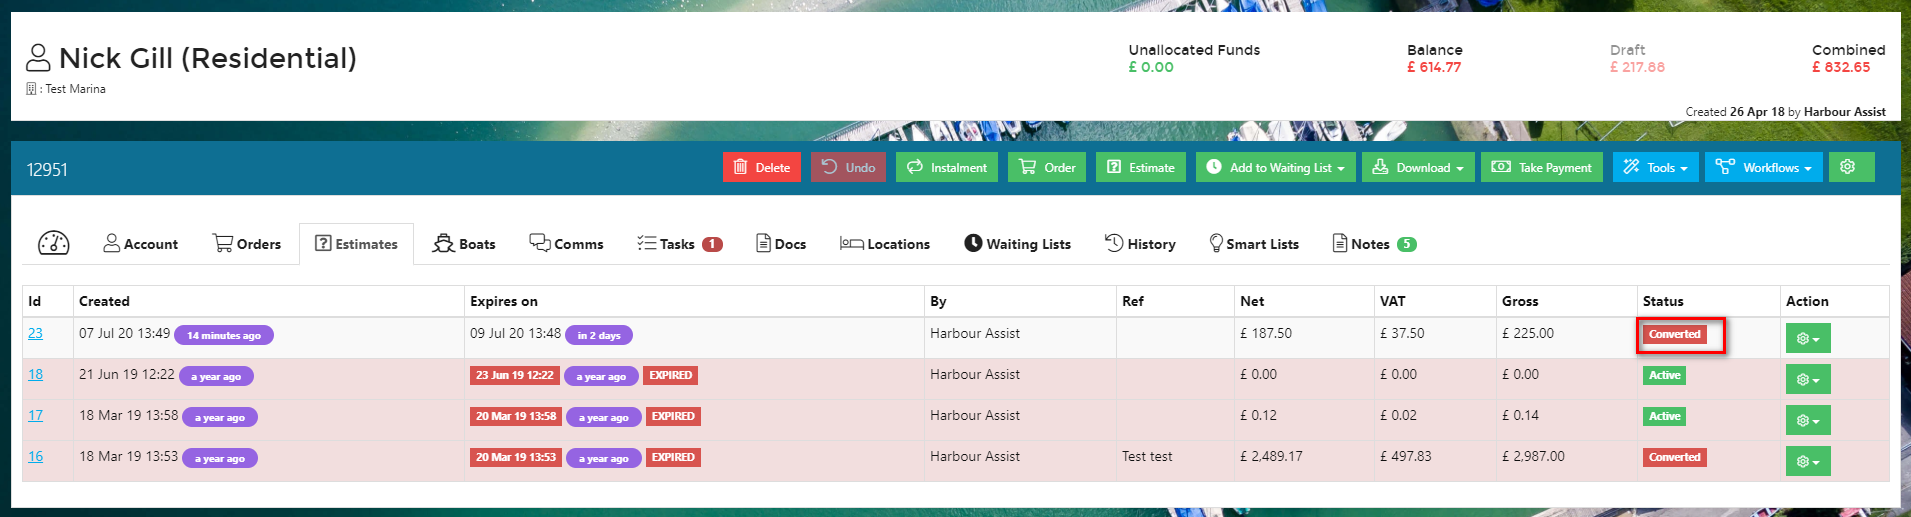 Nick Gill (Residential)
: Test Marina
Unallocated Funds Balance Draft Combined
£ 0.00 £ 614.77 £ 217.88 £ 832.65
Created 26 Apr 18 by Harbour Assist
12951 Delete Undo Instalment Order Estimate Add to Waiting List Download Take Payment Tools Workflows
Account Orders Estimates Boats Comms Tasks 1 Docs Locations Waiting Lists History Smart Lists Notes 5
Id Created Expires on By Ref Net VAT Gross Status Action
23 07 Jul 20 13:49 14 minutes ago 09 Jul 20 13:48 in 2 days Harbour Assist £ 187.50 £ 37.50 £ 225.00 Converted
18 21 Jun 19 12:22 a year ago 23 Jun 19 12:22 a year ago EXPIRED Harbour Assist £ 0.00 £ 0.00 £ 0.00 Active
17 18 Mar 19 13:58 a year ago 20 Mar 19 13:58 a year ago EXPIRED Harbour Assist £ 0.12 £ 0.02 £ 0.14 Active
16 18 Mar 19 13:53 a year ago 20 Mar 19 13:53 a year ago EXPIRED Harbour Assist Test test £ 2,489.17 £ 497.83 £ 2,987.00 Converted